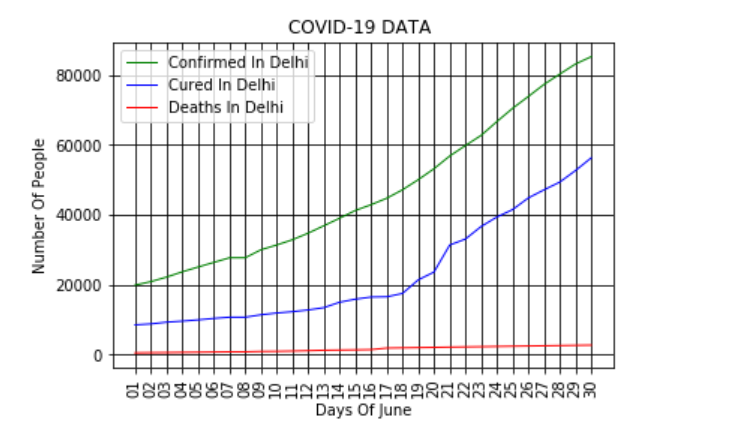 COVID-19 DATA
Confirmed In Delhi
Cured In Delhi
Deaths In Delhi
Number Of People
80000
60000
40000
20000
0
01 02 03 04 05 06 07 08 09 10 11 12 13 14 15 16 17 18 19 20 21 22 23 24 25 26 27 28 29 30
Days Of June